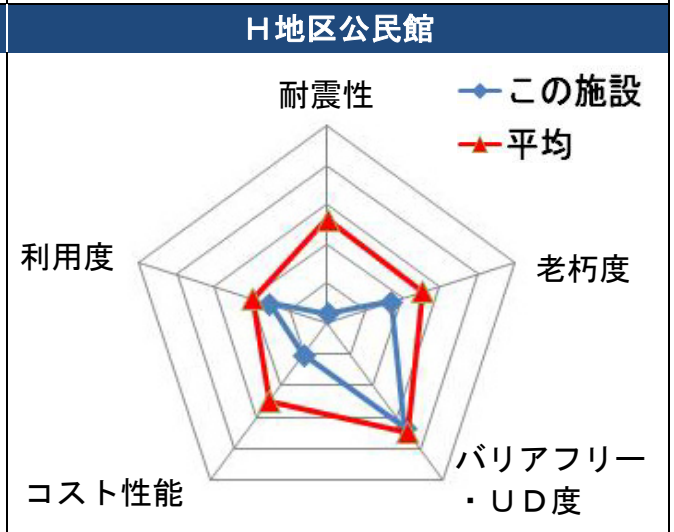 H地区公民館
耐震性
この施設
平均
利用度
老朽度
バリアフリー
・ＵＤ度
コスト性能